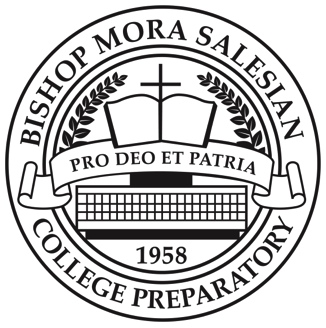 BISHOP MORA SALESIAN
PRO DEO ET PATRIA
1958
COLLEGE PREPARATORY